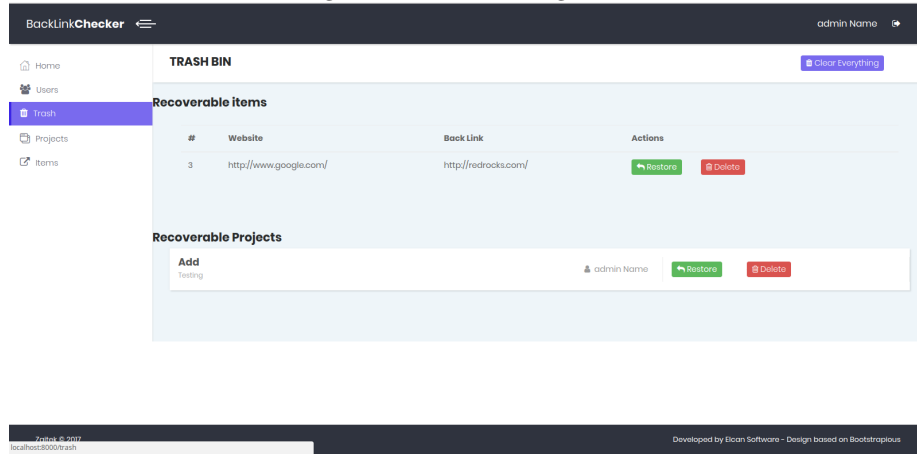 BackLinkChecker
admin Name
Home
Users
Trash
Projects
Items
TRASH BIN
Clear Everything
Recoverable items
# Website Back Link Actions
3 http://www.google.com/ http://redrocks.com/ Restore Delete
Recoverable Projects
Add
Testing
admin Name Restore Delete
Zaitek © 2017
Developed by Elcan Software - Design based on Bootstrapious
localhost:8000/trash